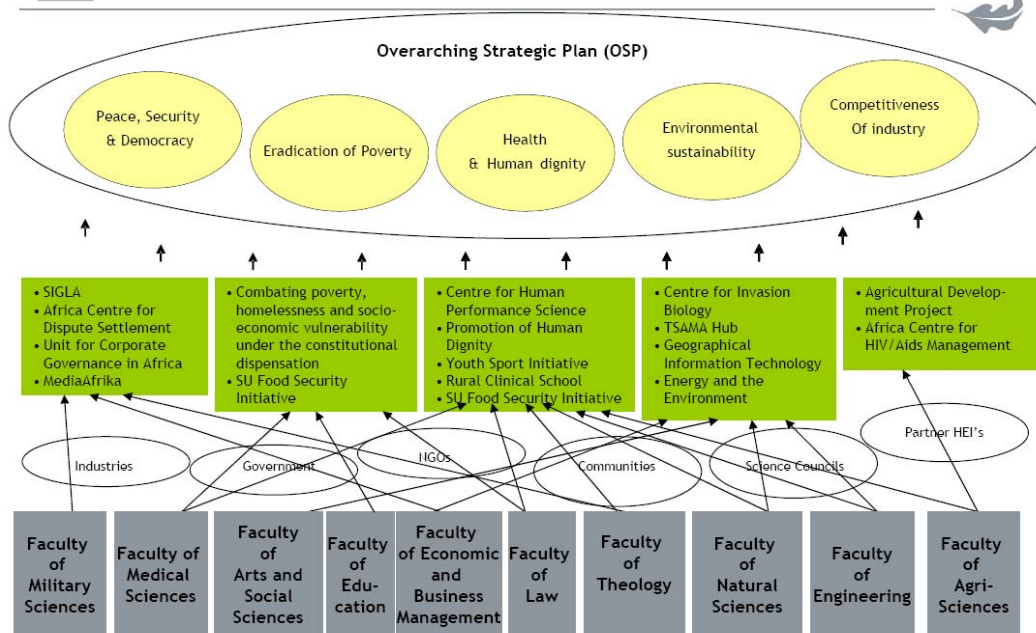 Overarching Strategic Plan (OSP)
Peace, Security
& Democracy
Eradication of Poverty
Health
& Human dignity
Environmental
sustainability
Competitiveness
Of industry
• SIGLA
• Africa Centre for
Dispute Settlement
• Unit for Corporate
Governance in Africa
• MediaAfrika
• Combating poverty,
homelessness and socio-
economic vulnerability
under the constitutional
dispensation
• SU Food Security
Initiative
• Centre for Human
Performance Science
• Promotion of Human
Dignity
• Youth Sport Initiative
• Rural Clinical School
• SU Food Security Initiative
• Centre for Invasion
Biology
• TSAMA Hub
• Geographical
Information Technology
• Energy and the
Environment
• Agricultural Develop-
ment Project
• Africa Centre for
HIV/Aids Management
Industries
Government
NGOs
Communities
Science Councils
Partner HEI's
Faculty
of
Military
Sciences
Faculty of
Medical
Sciences
Faculty
of
Arts and
Social
Sciences
Faculty
of
Edu-
cation
Faculty
of Economic
and
Business
Management
Faculty
of
Law
Faculty
of
Theology
Faculty
of
Natural
Sciences
Faculty
of
Engineering
Faculty
of
Agri-
Sciences